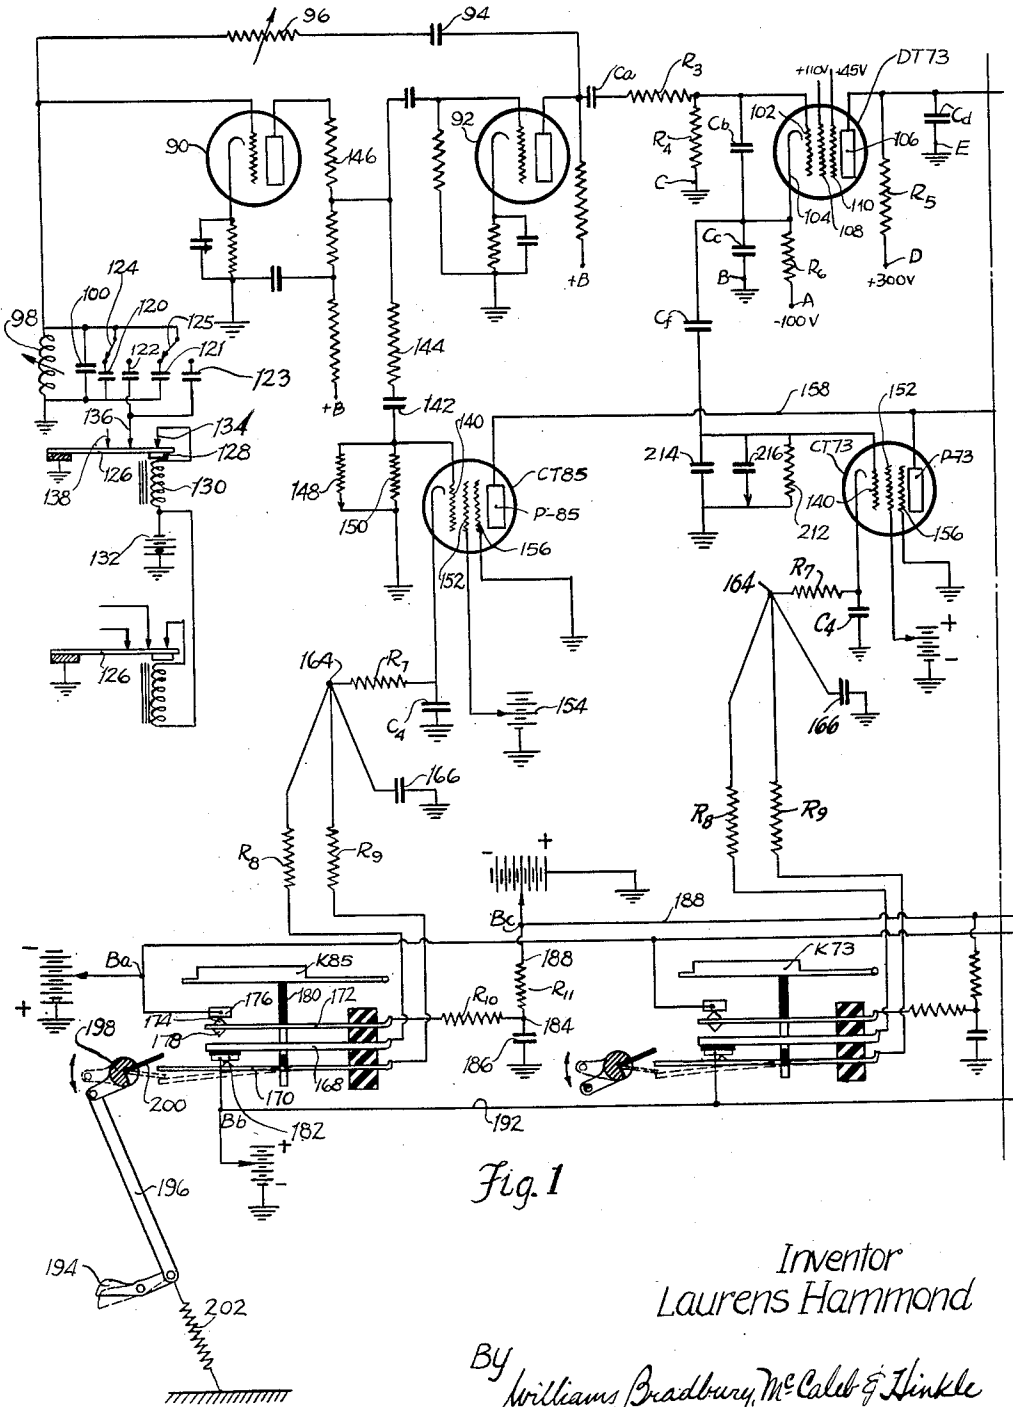 96
94
Ca
R3
+110V
+45V
DT73
90
146
92
R4
C
Cb
102
106
Cd
E
104
110
108
R5
Cc
B
R6
A
-100V
D
+300V
+B
98
100
124
120
125
122
121
123
Cf
144
+B
142
136
134
128
126
138
130
132
148
150
140
CT85
P-85
152
156
158
152
214
216
CT73
P-73
140
212
156
126
164
R7
C4
154
+
-
164
R7
C4
166
166
R8
R9
R8
R9
-
+
Bc
188
188
-
+
Ba
K85
K73
176
180
172
174
178
R10
R11
184
186
198
200
170
168
Bb
182
192
+
-
196
194
202
Fig. 1
Inventor
Laurens Hammond
By
Williams Bradbury, McCaleb & Hinkle